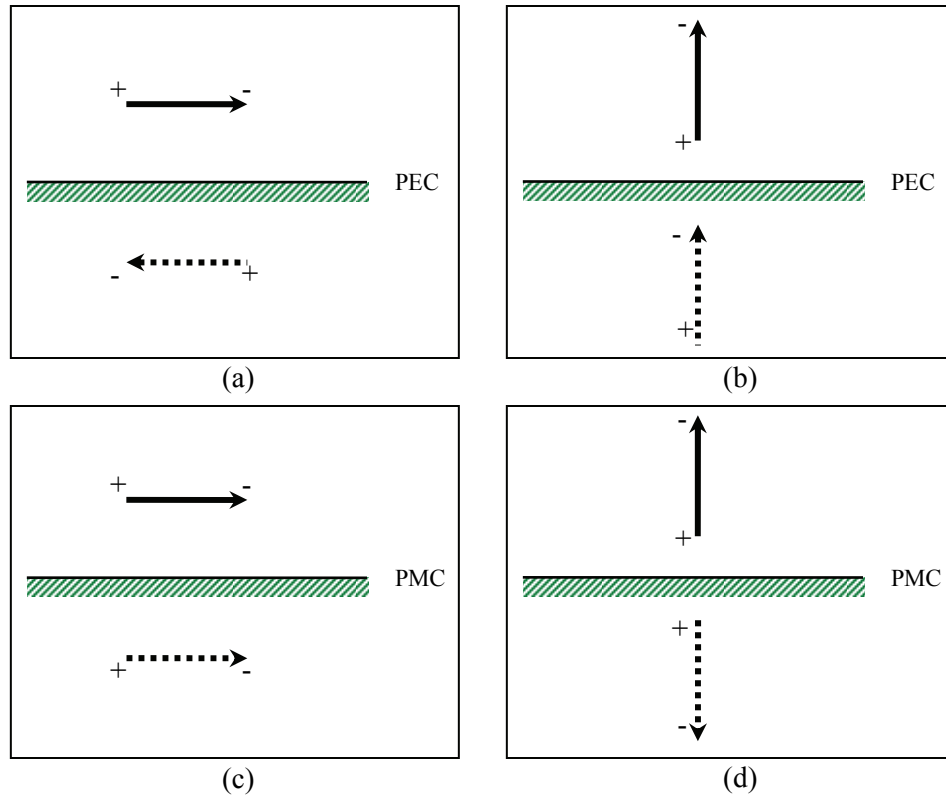 + -
PEC
- +
(a)
-
+
PEC
-
+
(b)
+ -
PMC
+ -
(c)
-
+
PMC
+
-
(d)